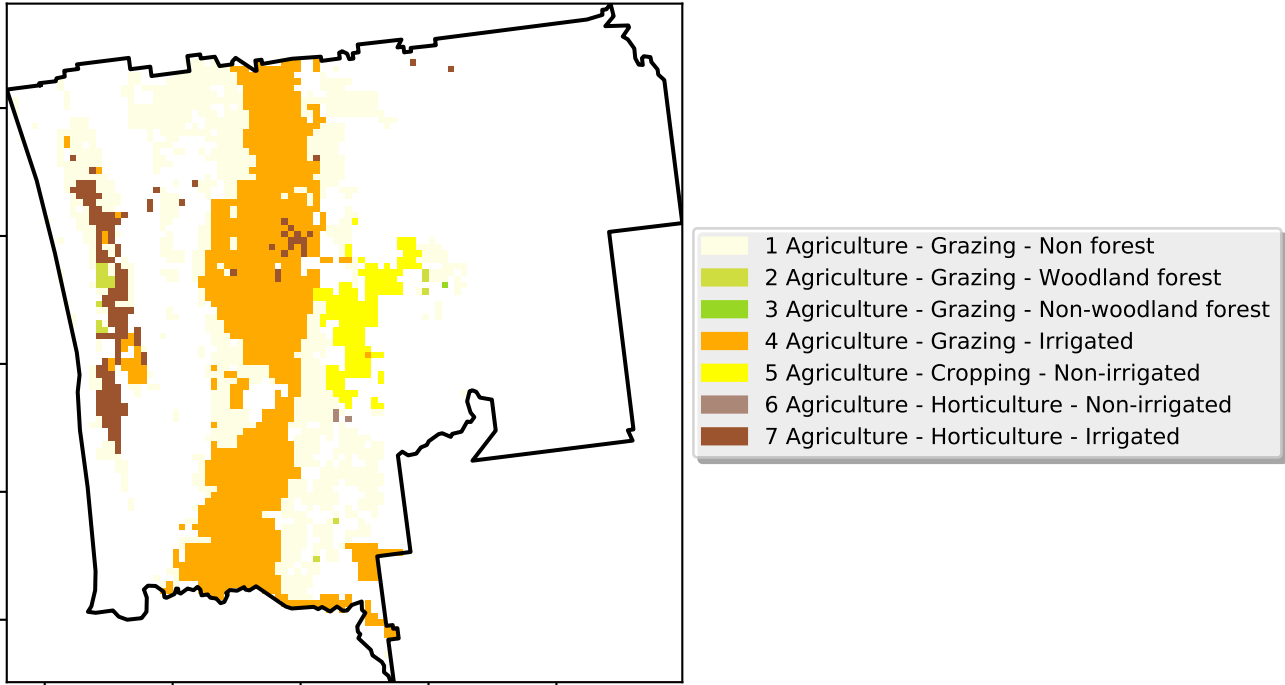 1 Agriculture - Grazing - Non forest
2 Agriculture - Grazing - Woodland forest
3 Agriculture - Grazing - Non-woodland forest
4 Agriculture - Grazing - Irrigated
5 Agriculture - Cropping - Non-irrigated
6 Agriculture - Horticulture - Non-irrigated
7 Agriculture - Horticulture - Irrigated